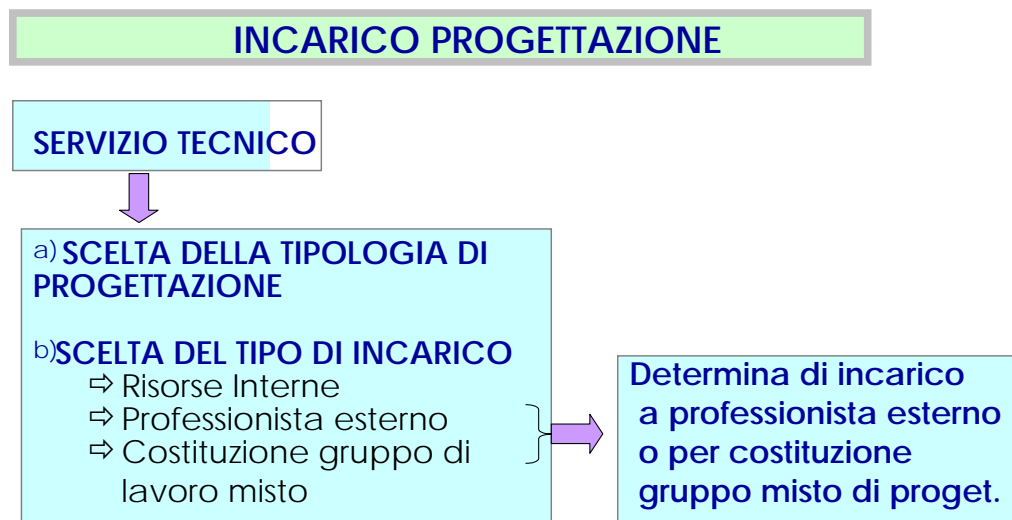 INCARICO PROGETTAZIONE
SERVIZIO TECNICO
a) SCELTA DELLA TIPOLOGIA DI
PROGETTAZIONE
b)SCELTA DEL TIPO DI INCARICO
⇨ Risorse Interne
⇨ Professionista esterno
⇨ Costituzione gruppo di
lavoro misto
Determina di incarico
a professionista esterno
o per costituzione
gruppo misto di proget.